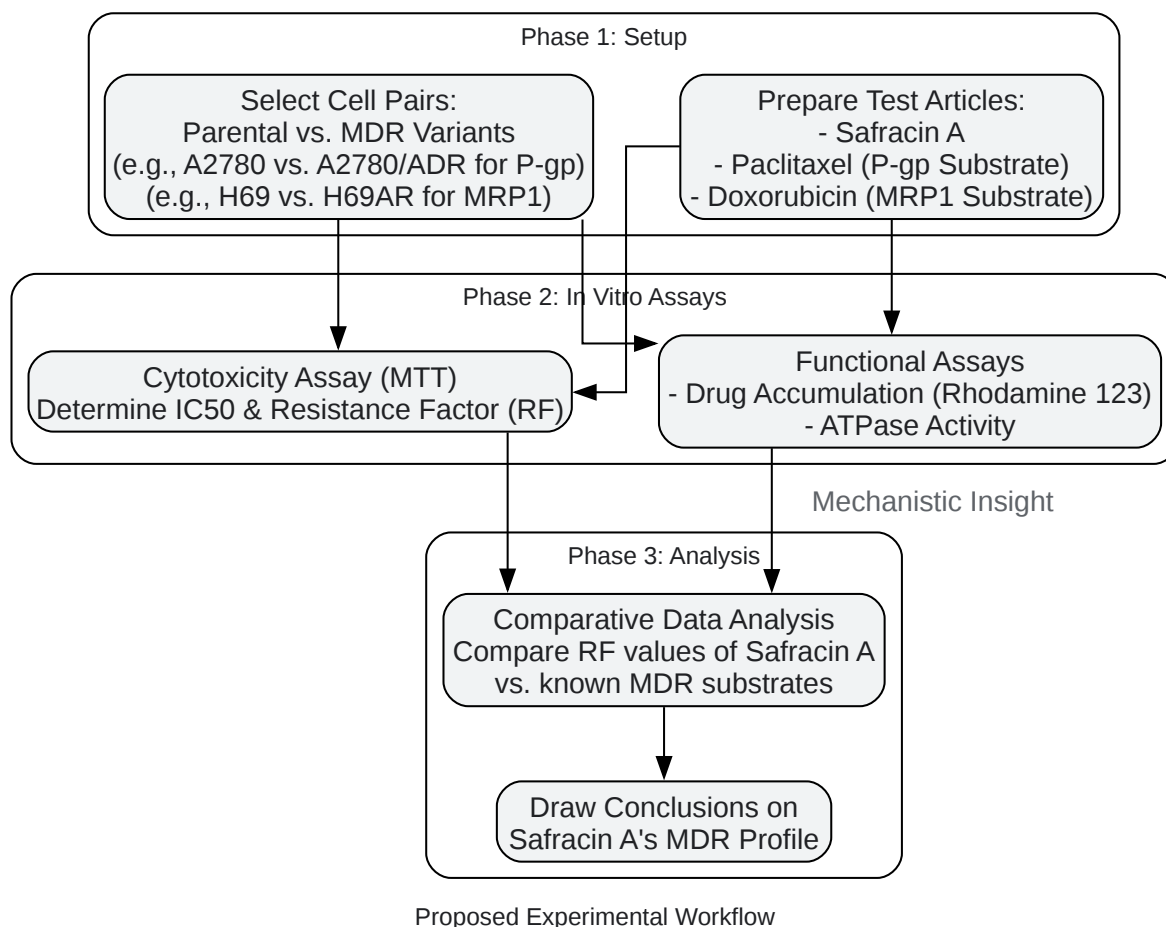 Phase 1: Setup
Select Cell Pairs:
Parental vs. MDR Variants
(e.g., A2780 vs. A2780/ADR for P-gp)
(e.g., H69 vs. H69AR for MRP1)
Prepare Test Articles:
- Safracin A
- Paclitaxel (P-gp Substrate)
- Doxorubicin (MRP1 Substrate)
Phase 2: In Vitro Assays
Cytotoxicity Assay (MTT)
Determine IC50 & Resistance Factor (RF)
Functional Assays
- Drug Accumulation (Rhodamine 123)
- ATPase Activity
Mechanistic Insight
Phase 3: Analysis
Comparative Data Analysis
Compare RF values of Safracin A
vs. known MDR substrates
Draw Conclusions on
Safracin A's MDR Profile
Proposed Experimental Workflow